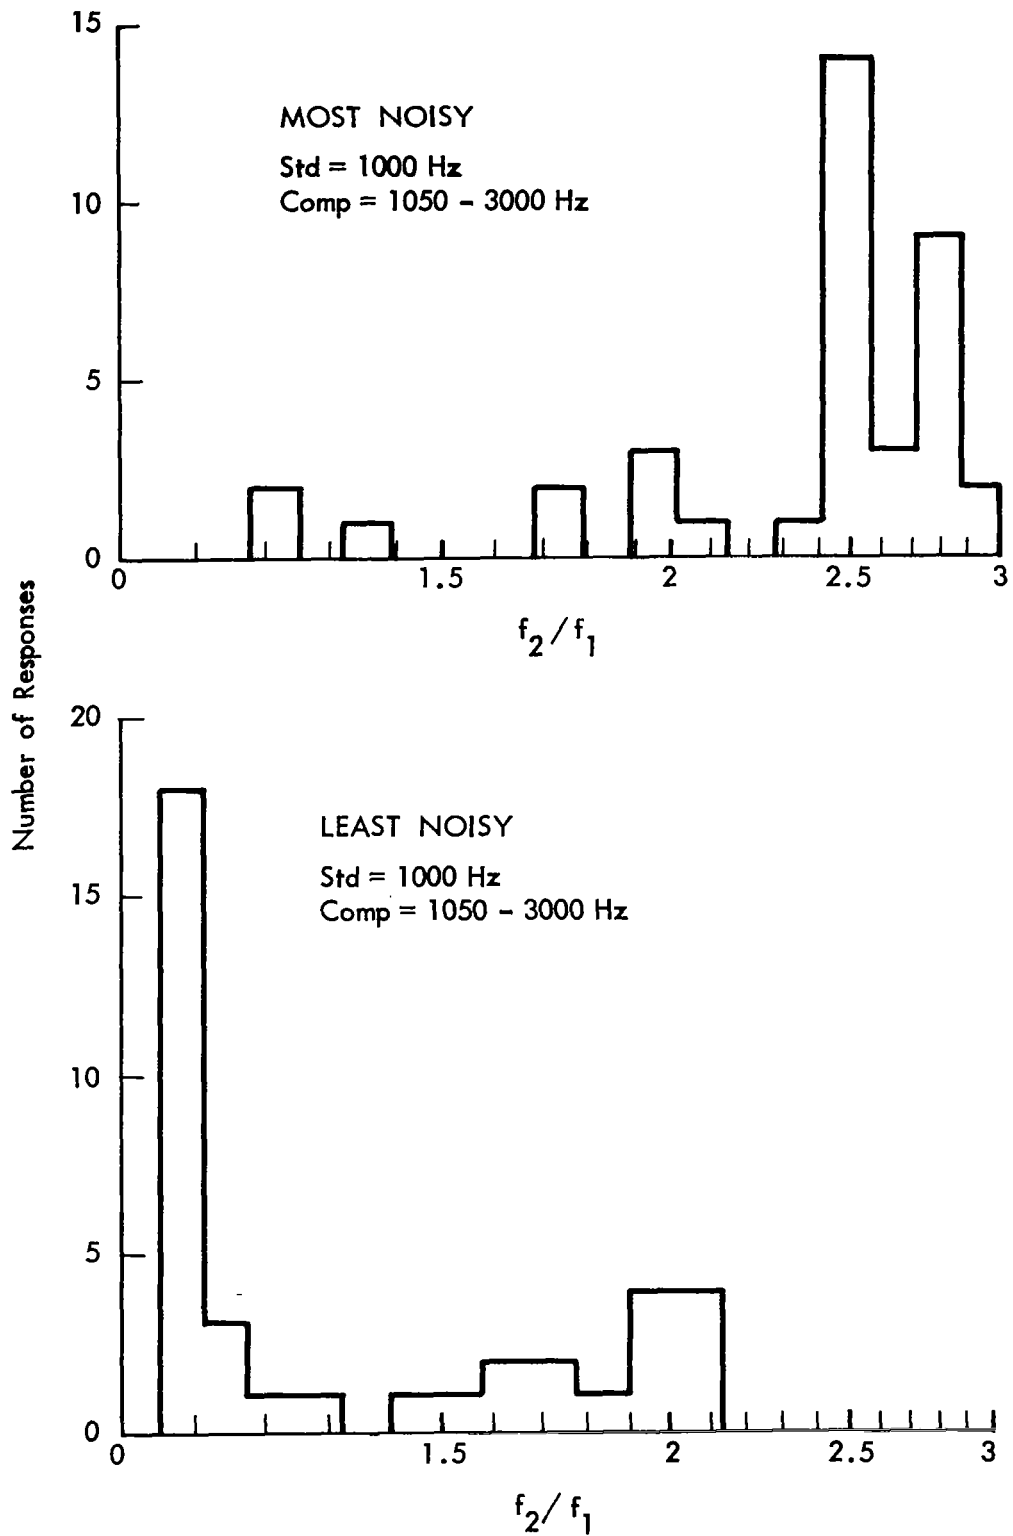 15
MOST NOISY
Std = 1000 Hz
Comp = 1050 - 3000 Hz
10
5
0
0 1.5 2 2.5 3
f2/f1
Number of Responses
20
LEAST NOISY
Std = 1000 Hz
Comp = 1050 - 3000 Hz
15
10
5
0
0 1.5 2 2.5 3
f2/f1